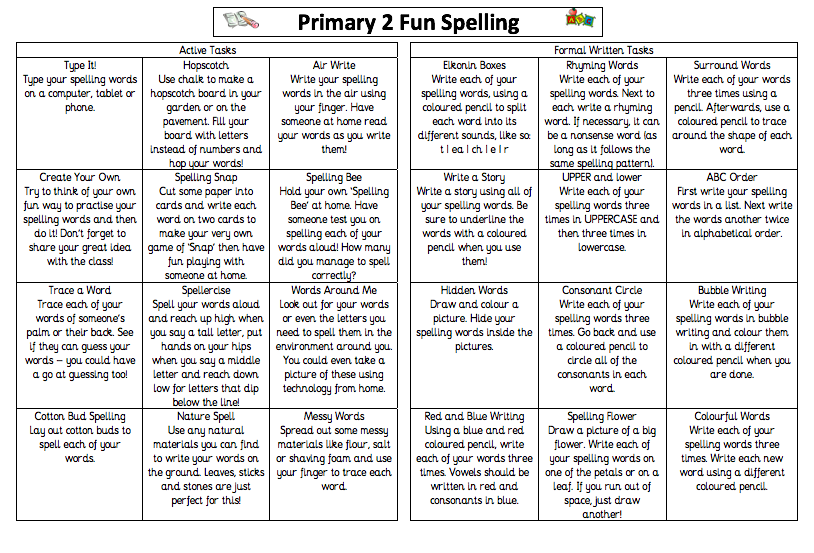 Primary 2 Fun Spelling
Active Tasks
Type It!
Type your spelling words
on a computer, tablet or
phone.
Hopscotch
Use chalk to make a
hopscotch board in your
garden or on the
pavement. Fill your
board with letters
instead of numbers and
hop your words!
Air Write
Write your spelling
words in the air using
your finger. Have
someone at home read
your words as you write
them!
Create Your Own
Try to think of your own
fun way to practise your
spelling words and then
do it! Don't forget to
share your great idea
with the class!
Spelling Snap
Cut some paper into
cards and write each
word on two cards to
make your very own
game of 'Snap' then have
fun playing with
someone at home.
Spelling Bee
Hold your own 'Spelling
Bee' at home. Have
someone test you on
spelling each of your
words aloud! How many
did you manage to spell
correctly?
Trace a Word
Trace each of your
words of someone's
palm or their back. See
if they can guess your
words – you could have
a go at guessing too!
Spellercise
Spell your words aloud
and reach up high when
you say a tall letter, put
hands on your hips
when you say a middle
letter and reach down
low for letters that dip
below the line!
Words Around Me
Look out for your words
or even the letters you
need to spell them in the
environment around you.
You could even take a
picture of these using
technology from home.
Cotton Bud Spelling
Lay out cotton buds to
spell each of your
words.
Nature Spell
Use any natural
materials you can find
to write your words on
the ground. Leaves, sticks
and stones are just
perfect for this!
Messy Words
Spread out some messy
materials like flour, salt
or shaving foam and use
your finger to trace each
word.
Formal Written Tasks
Elkonin Boxes
Write each of your
spelling words, using a
coloured pencil to split
each word into its
different sounds, like so:
t l ea l ch l e l r
Rhyming Words
Write each of your
spelling words. Next to
each write a rhyming
word. If necessary, it can
be a nonsense word (as
long as it follows the
same spelling pattern).
Surround Words
Write each of your words
three times using a
pencil. Afterwards, use a
coloured pencil to trace
around the shape of each
word.
Write a Story
Write a story using all of
your spelling words. Be
sure to underline the
words with a coloured
pencil when you use
them!
UPPER and lower
Write each of your
spelling words three
times in UPPERCASE and
then three times in
lowercase.
ABC Order
First write your spelling
words in a list. Next write
the words another twice
in alphabetical order.
Hidden Words
Draw and colour a
picture. Hide your
spelling words inside the
pictures.
Consonant Circle
Write each of your
spelling words three
times. Go back and use
a coloured pencil to
circle all of the
consonants in each
word.
Bubble Writing
Write each of your
spelling words in bubble
writing and colour them
in with a different
coloured pencil when you
are done.
Red and Blue Writing
Using a blue and red
coloured pencil, write
each of your words three
times. Vowels should be
written in red and
consonants in blue.
Spelling Flower
Draw a picture of a big
flower. Write each of
your spelling words on
one of the petals or on a
leaf. If you run out of
space, just draw
another!
Colourful Words
Write each of your
spelling words three
times. Write each new
word using a different
coloured pencil.